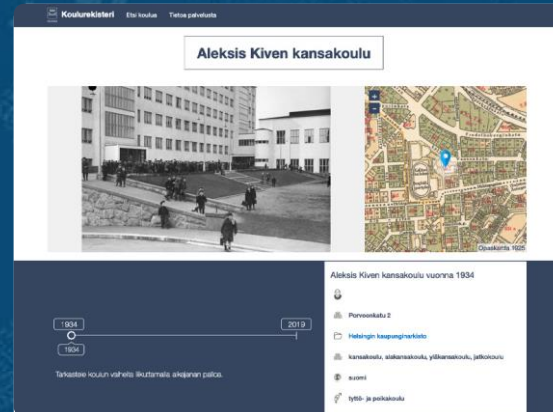 Koulurekisteri Etsi koulua Tietoa palvelusta
Aleksis Kiven kansakoulu
+
-
Opaskartta 1925
Aleksis Kiven kansakoulu vuonna 1934
Porvoonkatu 2
Helsingin kaupunginarkisto
kansakoulu, alakansakoulu, yläkansakoulu, jatkokoulu
suomi
tyttö- ja poikakoulu
1934 2019
1934
Tarkastele koulun vaiheita liikuttamalla aikajanan palloa.